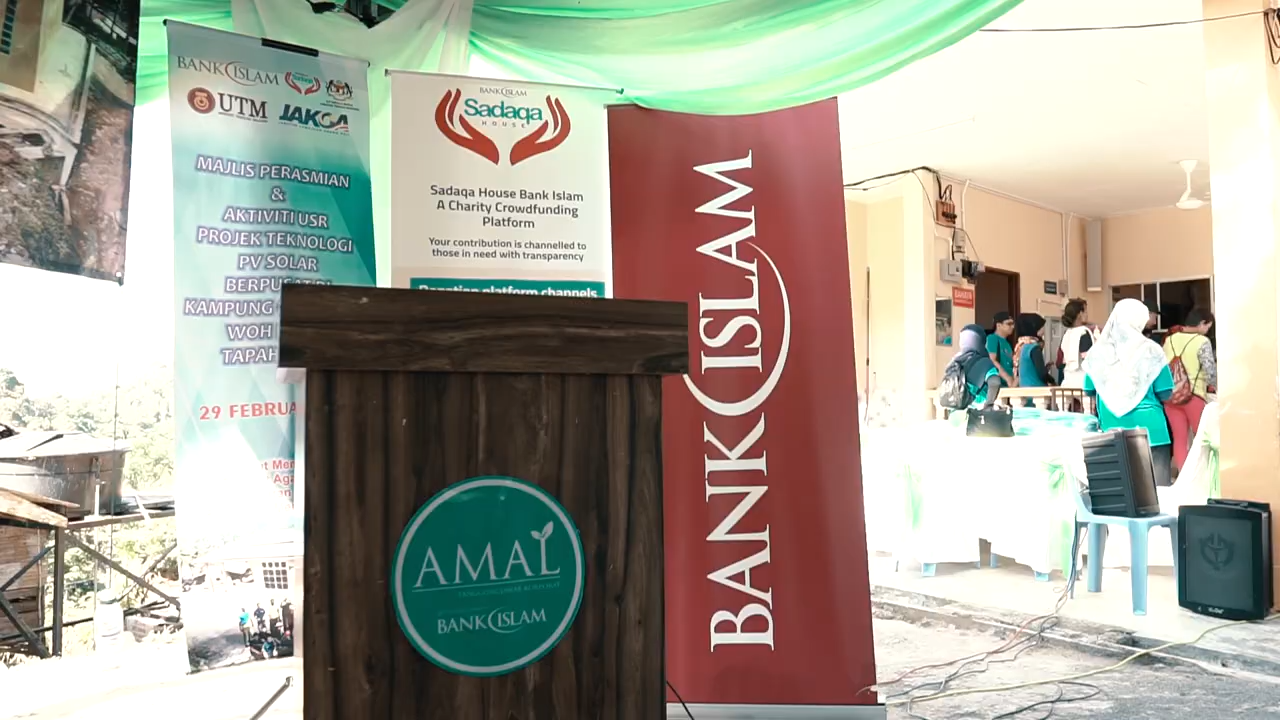 BANK ISLAM
Sadaqa
UTM
JAKOA
MAJLIS PERASMIAN
&
AKTIVITI USR
PROJEK TEKNOLOGI
PV SOLAR
KAMPUNG
WOH
TAPAH
29 FEBRUA
BANK ISLAM
Sadaqa
HOUSE
Sadaqa House Bank Islam
A Charity Crowdfunding
Platform
Your contribution is channelled to
those in need with transparency
Donation platform channels
BANK ISLAM
AMAL
BANK ISLAM